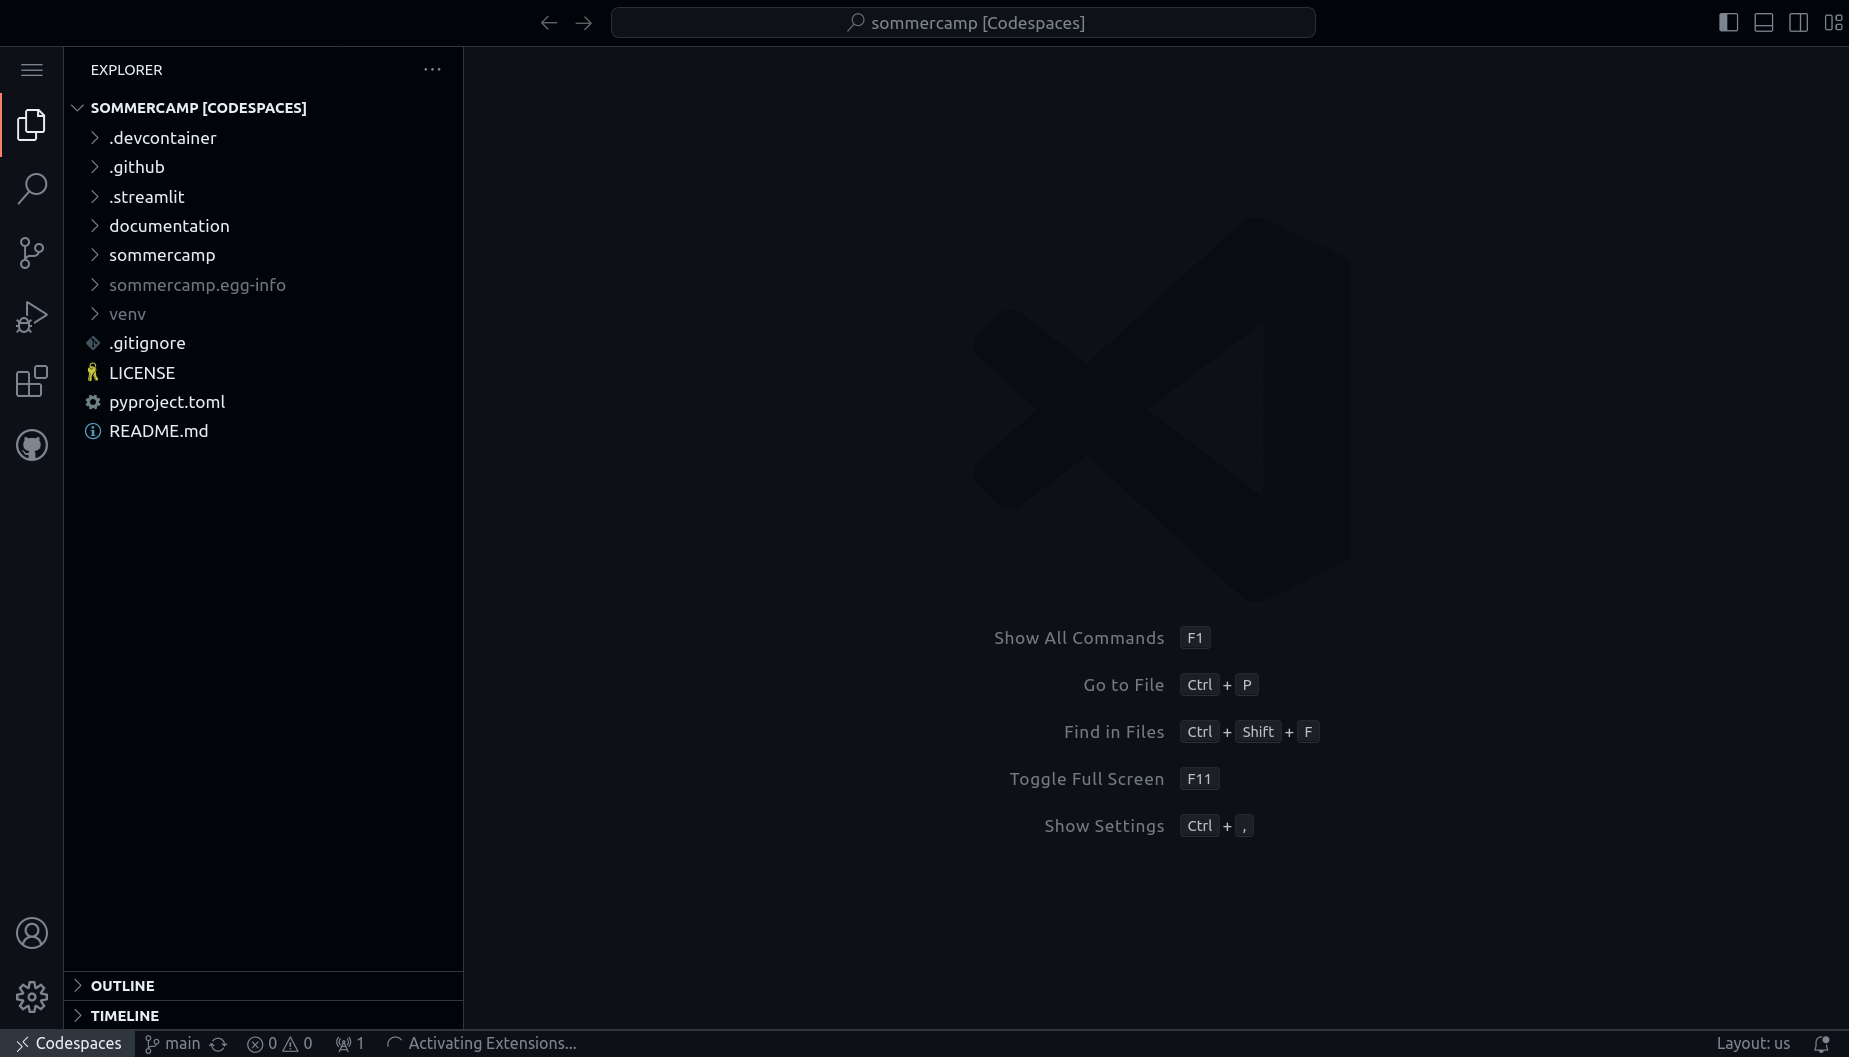 sommercamp [Codespaces]
EXPLORER
SOMMERCAMP [CODESPACES]
.devcontainer
.github
.streamlit
documentation
sommercamp
sommercamp.egg-info
venv
.gitignore
LICENSE
pyproject.toml
README.md
Show All Commands F1
Go to File Ctrl + P
Find in Files Ctrl + Shift + F
Toggle Full Screen F11
Show Settings Ctrl + ,
OUTLINE
TIMELINE
Codespaces main 0 0 1 Activating Extensions... Layout: us